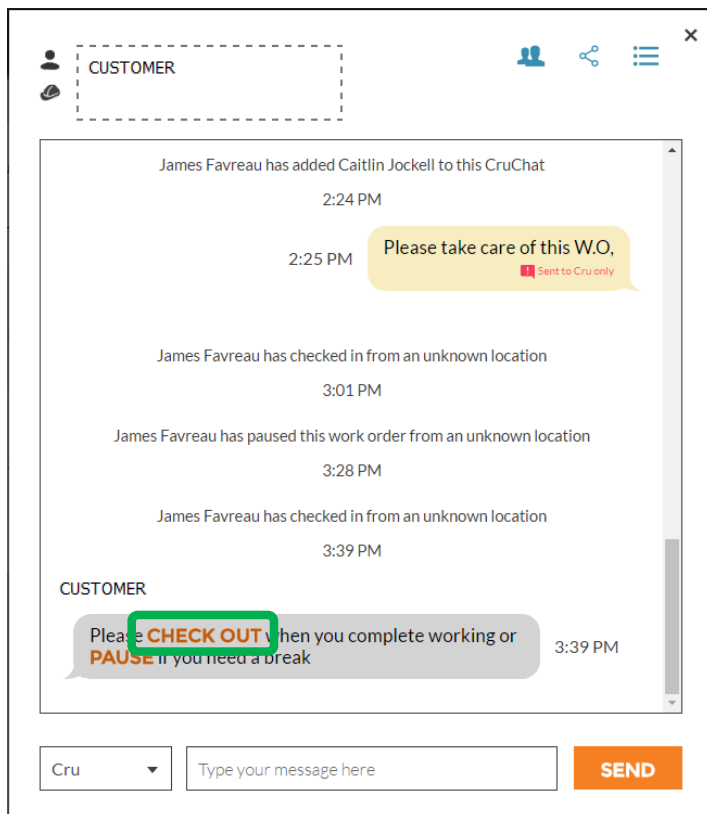 CUSTOMER
James Favreau has added Caitlin Jockell to this CruChat
2:24 PM
2:25 PM
Please take care of this W.O,
Sent to Cru only
James Favreau has checked in from an unknown location
3:01 PM
James Favreau has paused this work order from an unknown location
3:28 PM
James Favreau has checked in from an unknown location
3:39 PM
CUSTOMER
Please CHECK OUT when you complete working or
PAUSE if you need a break
3:39 PM
Cru
Type your message here
SEND